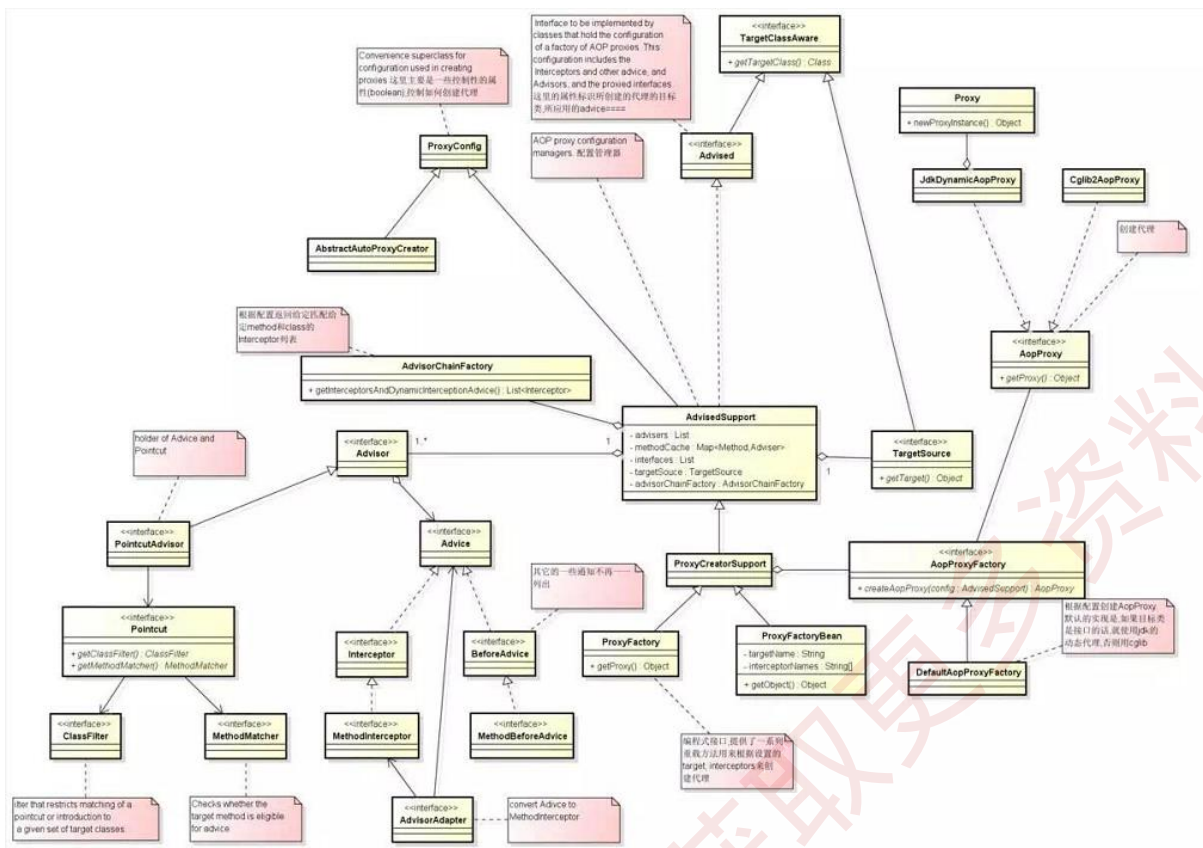 Interface to be implemented by
classes that hold the configuration
of a factory of AOP proxies. This
configuration includes the
Interceptors and other advice, and
Advisors, and the proxied interfaces.
这里的属性标识所创建的代理的目标
类,所应用的advice====
<<interface>>
TargetClassAware
+ getTargetClass() : Class
Convenience superclass for
configuration used in creating
proxies 这里主要是一些控制性的属
性(boolean),控制如何创建代理
Proxy
+ newProxyInstance() : Object
ProxyConfig
AOP proxy configuration
managers. 配置管理器
<<interface>>
Advised
JdkDynamicAopProxy
Cglib2AopProxy
创建代理
AbstractAutoProxyCreator
根据配置返回给定匹配给
定method和class的
Interceptor列表
<<interface>>
AopProxy
+ getProxy() : Object
AdvisorChainFactory
+ getInterceptorsAndDynamicInterceptionAdvice() : List<Interceptor>
AdvisedSupport
- advisers : List
- methodCache : Map<Method,Adviser>
- interfaces : List
- targetSouce : TargetSource
- advisorChainFactory : AdvisorChainFactory
holder of Advice and
Pointcut
<<interface>>
Advisor
1..*
1
1
<<interface>>
TargetSource
+ getTarget() : Object
<<interface>>
PointcutAdvisor
<<interface>>
Advice
ProxyCreatorSupport
<<interface>>
AopProxyFactory
+ createAopProxy(config : AdvisedSupport) : AopProxy
其它的一些通知不再一一
列出
根据配置创建AopProxy.
默认的实现是,如果目标类
是接口的话,就使用jdk的
动态代理,否则用cglib
<<interface>>
Pointcut
+ getClassFilter() : ClassFilter
+ getMethodMatcher() : MethodMatcher
<<interface>>
Interceptor
<<interface>>
BeforeAdvice
ProxyFactory
+ getProxy() : Object
ProxyFactoryBean
- targetName : String
- interceptorNames : String[]
+ getObject() : Object
DefaultAopProxyFactory
<<interface>>
ClassFilter
<<interface>>
MethodMatcher
<<interface>>
MethodInterceptor
<<interface>>
MethodBeforeAdvice
编程式接口,提供了一系列
重载方法用来根据设置的
target, interceptors来创
建代理
ilter that restricts matching of a
pointcut or introduction to
a given set of target classes.
Checks whether the
target method is eligible
for advice.
<<interface>>
AdvisorAdapter
convert Adivce to
MethodInterceptor
获取更多资料